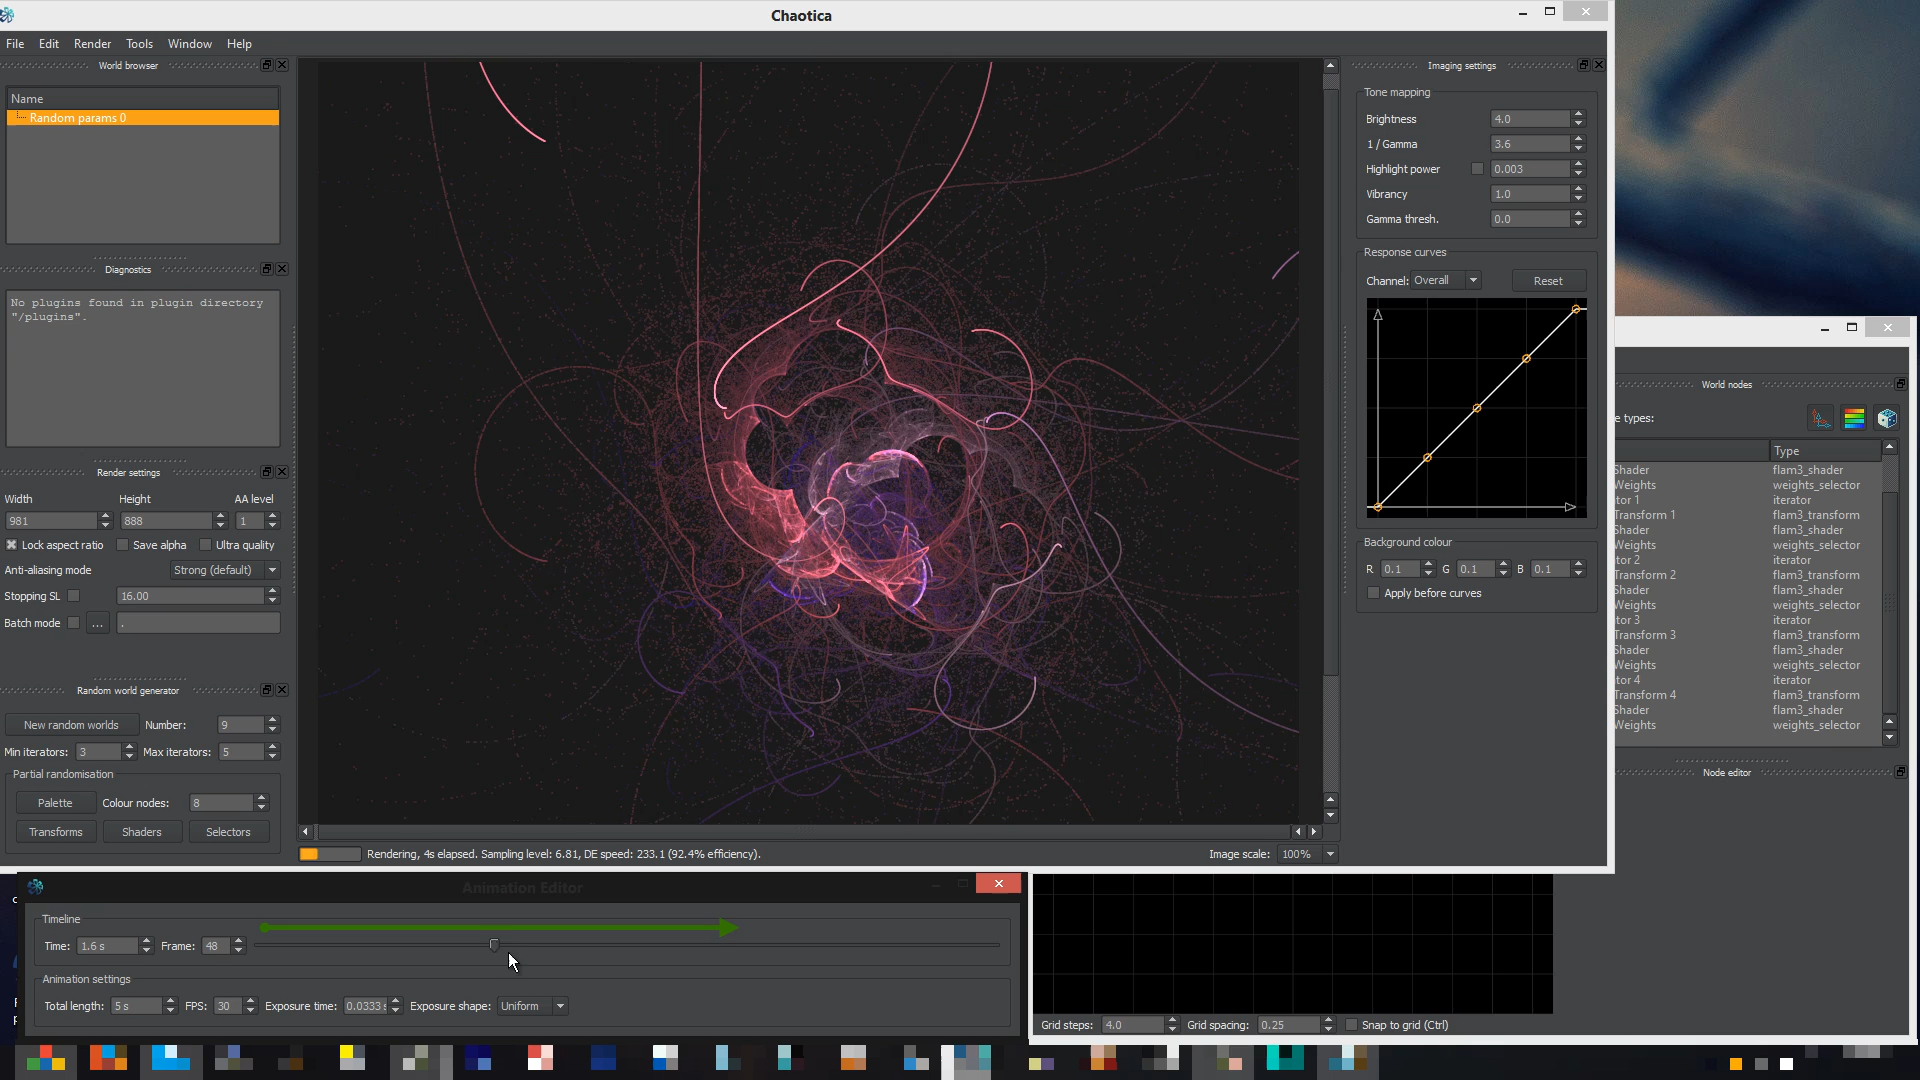 Chaotica
File Edit Render Tools Window Help
World browser
Name
Random params 0
Diagnostics
No plugins found in plugin directory
"/plugins".
Render settings
Width Height AA level
981 888 1
Lock aspect ratio Save alpha Ultra quality
Anti-aliasing mode Strong (default)
Stopping SL 16.00
Batch mode ... .
Random world generator
New random worlds Number: 9
Min iterators: 3 Max iterators: 5
Partial randomisation
Palette Colour nodes: 8
Transforms Shaders Selectors
Rendering, 4s elapsed. Sampling level: 6.81, DE speed: 233.1 (92.4% efficiency).
Image scale: 100%
Imaging settings
Tone mapping
Brightness 4.0
1 / Gamma 3.6
Highlight power 0.003
Vibrancy 1.0
Gamma thresh. 0.0
Response curves
Channel: Overall Reset
Background colour
R 0.1 G 0.1 B 0.1
Apply before curves
World nodes
e types:
Type
Shader flam3_shader
Weights weights_selector
tor 1 iterator
Transform 1 flam3_transform
Shader flam3_shader
Weights weights_selector
tor 2 iterator
Transform 2 flam3_transform
Shader flam3_shader
Weights weights_selector
tor 3 iterator
Transform 3 flam3_transform
Shader flam3_shader
Weights weights_selector
tor 4 iterator
Transform 4 flam3_transform
Shader flam3_shader
Weights weights_selector
Node editor
Animation Editor
Timeline
Time: 1.6 s Frame: 48
Animation settings
Total length: 5 s FPS: 30 Exposure time: 0.0333 s Exposure shape: Uniform
Grid steps: 4.0 Grid spacing: 0.25 Snap to grid (Ctrl)